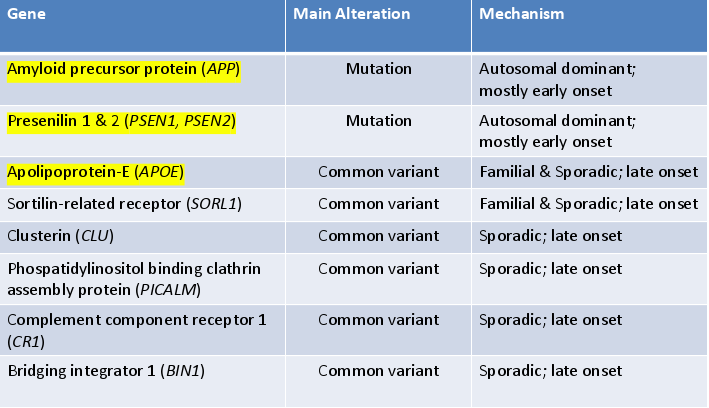 Gene Main Alteration Mechanism
Amyloid precursor protein (APP) Mutation Autosomal dominant;
mostly early onset
Presenilin 1 & 2 (PSEN1, PSEN2) Mutation Autosomal dominant;
mostly early onset
Apolipoprotein-E (APOE) Common variant Familial & Sporadic; late onset
Sortilin-related receptor (SORL1) Common variant Familial & Sporadic; late onset
Clusterin (CLU) Common variant Sporadic; late onset
Phospatidylinositol binding clathrin Common variant Sporadic; late onset
assembly protein (PICALM)
Complement component receptor 1 Common variant Sporadic; late onset
(CR1)
Bridging integrator 1 (BIN1) Common variant Sporadic; late onset